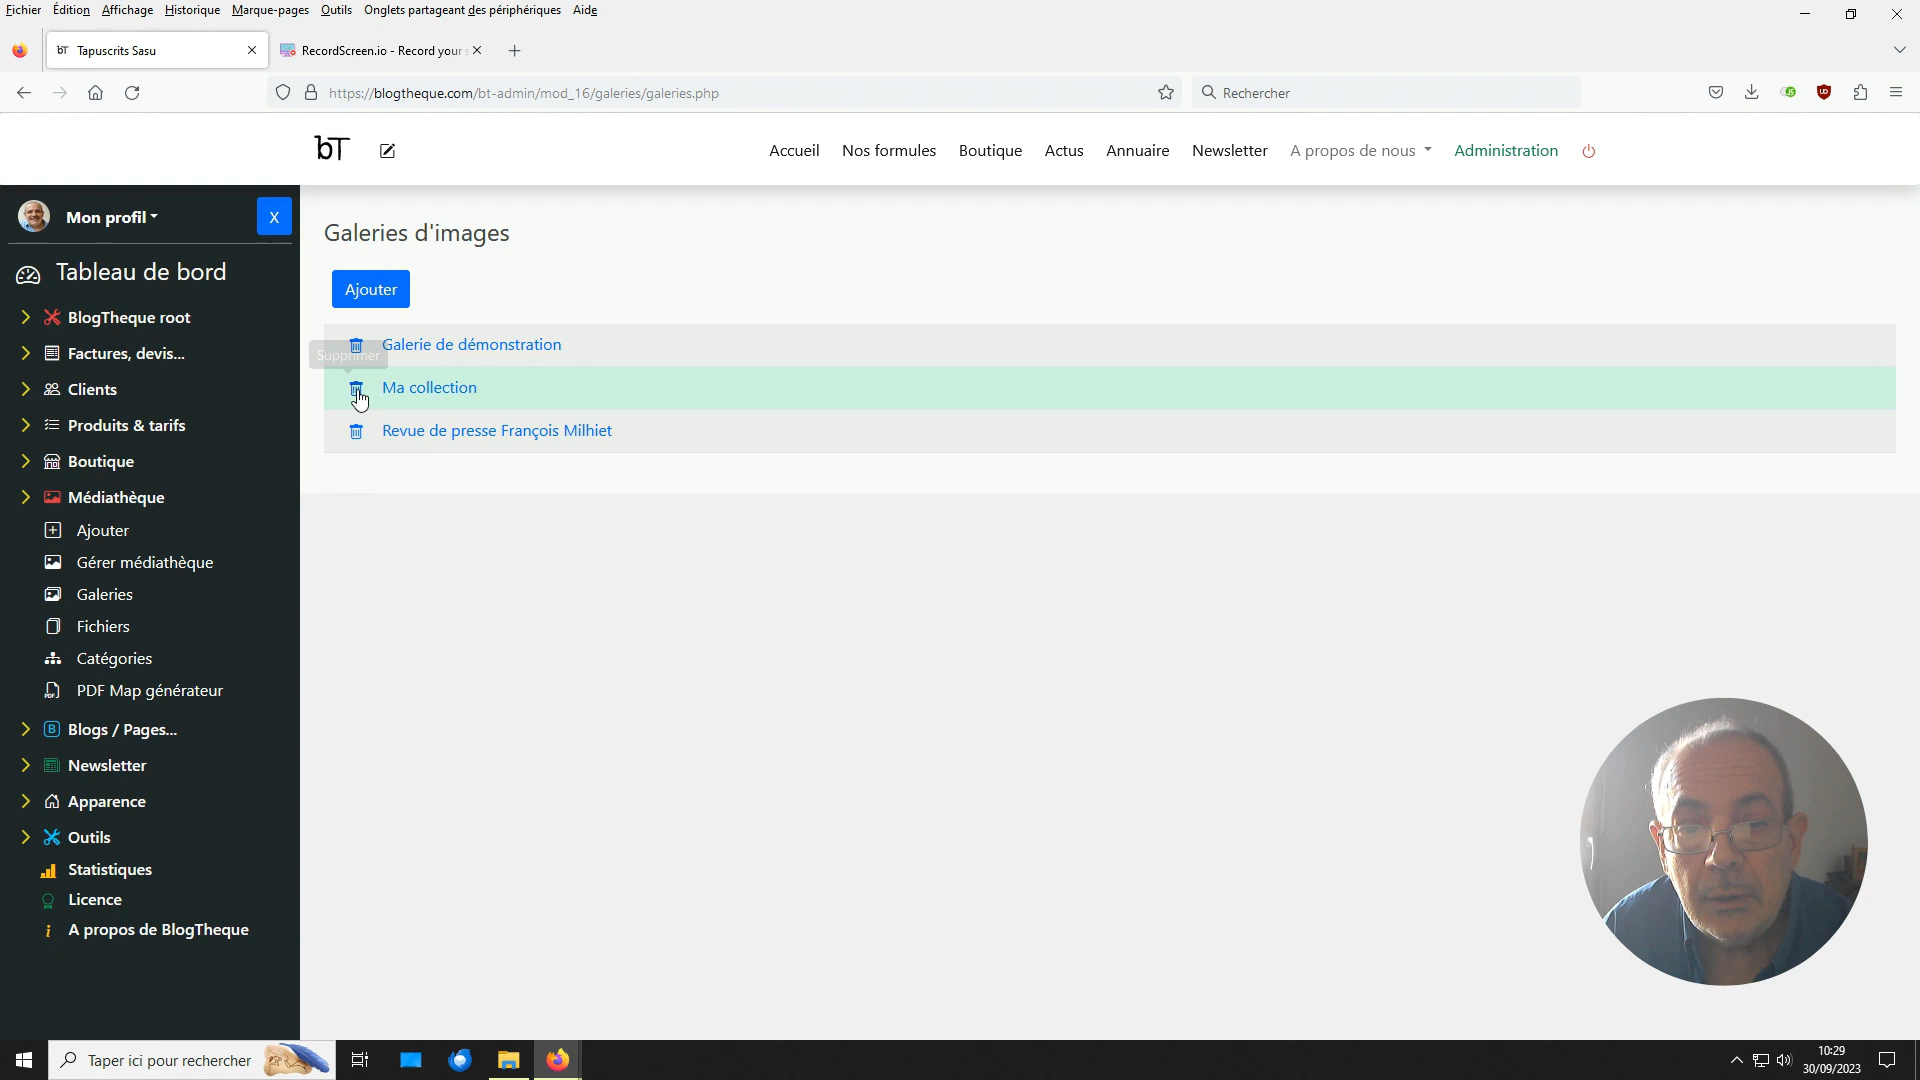 Fichier Édition Affichage Historique Marque-pages Outils Onglets partageant des périphériques Aide
bT Tapuscrits Sasu
RecordScreen.io - Record your s
https://blogtheque.com/bt-admin/mod_16/galeries/galeries.php
Rechercher
bT
Accueil Nos formules Boutique Actus Annuaire Newsletter A propos de nous Administration
Mon profil
X
Tableau de bord
BlogTheque root
Factures, devis...
Clients
Produits & tarifs
Boutique
Médiathèque
Ajouter
Gérer médiathèque
Galeries
Fichiers
Catégories
PDF Map générateur
Blogs / Pages...
Newsletter
Apparence
Outils
Statistiques
Licence
A propos de BlogTheque
Galeries d'images
Ajouter
Galerie de démonstration
Supprimer
Ma collection
Revue de presse François Milhiet
Taper ici pour rechercher
10:29
30/09/2023